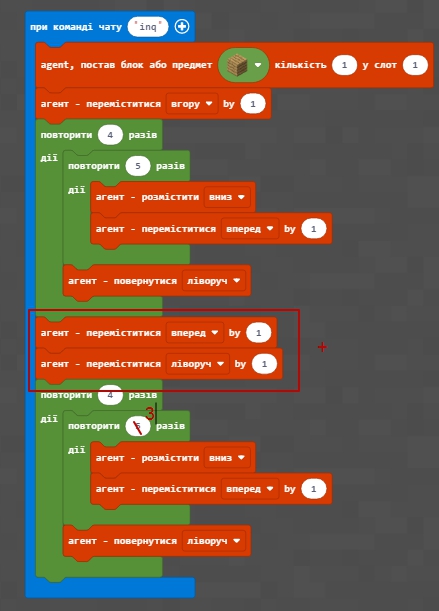 при команді чату "inq"
agent, постав блок або предмет кількість 1 у слот 1
агент - переміститися вгору by 1
повторити 4 разів
дії
повторити 5 разів
дії
агент - розмістити вниз
агент - переміститися вперед by 1
агент - повернутися ліворуч
агент - переміститися вперед by 1
агент - переміститися ліворуч by 1
+
повторити 4 разів
дії
3
повторити 5 разів
дії
агент - розмістити вниз
агент - переміститися вперед by 1
агент - повернутися ліворуч